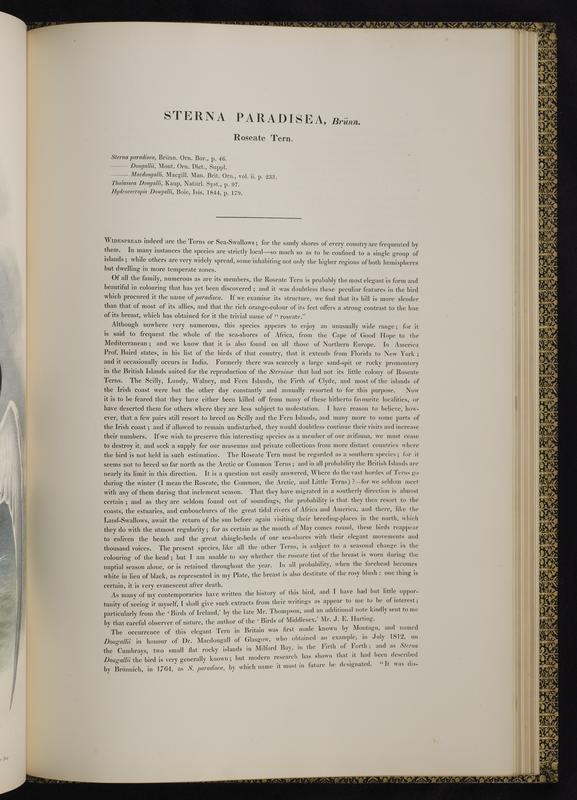 STERNA PARADISEA, Brünn.
Roseate Tern.
Sterna paradisea, Brünn. Orn. Bor., p. 46.
—— Dougallii, Mont. Orn. Dict., Suppl.
—— Macdougalli, Macgill. Man. Brit. Orn., vol. ii. p. 233.
Thalassea Dougalli, Kaup, Natürl. Syst., p. 97.
Hydrocecropis Dougalli, Boie, Isis, 1844, p. 179.
Widespread indeed are the Terns or Sea-Swallows; for the sandy shores of every country are frequented by
them. In many instances the species are strictly local—so much so as to be confined to a single group of
islands; while others are very widely spread, some inhabiting not only the higher regions of both hemispheres
but dwelling in more temperate zones.
Of all the family, numerous as are its members, the Roseate Tern is probably the most elegant in form and
beautiful in colouring that has yet been discovered; and it was doubtless these peculiar features in the bird
which procured it the name of paradisea. If we examine its structure, we find that its bill is more slender
than that of most of its allies, and that the rich orange-colour of its feet offers a strong contrast to the hue
of its breast, which has obtained for it the trivial name of "roseate."
Although nowhere very numerous, this species appears to enjoy an unusually wide range; for it
is said to frequent the whole of the sea-shores of Africa, from the Cape of Good Hope to the
Mediterranean; and we know that it is also found on all those of Northern Europe. In America
Prof. Baird states, in his list of the birds of that country, that it extends from Florida to New York;
and it occasionally occurs in India. Formerly there was scarcely a large sand-spit or rocky promontory
in the British Islands suited for the reproduction of the Sterninæ that had not its little colony of Roseate
Terns. The Scilly, Lundy, Walney, and Fern Islands, the Firth of Clyde, and most of the islands of
the Irish coast were but the other day constantly and annually resorted to for this purpose. Now
it is to be feared that they have either been killed off from many of these hitherto favourite localities, or
have deserted them for others where they are less subject to molestation. I have reason to believe, how-
ever, that a few pairs still resort to breed on Scilly and the Fern Islands, and many more to some parts of
the Irish coast; and if allowed to remain undisturbed, they would doubtless continue their visits and increase
their numbers. If we wish to preserve this interesting species as a member of our avifauna, we must cease
to destroy it, and seek a supply for our museums and private collections from more distant countries where
the bird is not held in such estimation. The Roseate Tern must be regarded as a southern species; for it
seems not to breed so far north as the Arctic or Common Terns; and in all probability the British Islands are
nearly its limit in this direction. It is a question not easily answered, Where do the vast hordes of Terns go
during the winter (I mean the Roseate, the Common, the Arctic, and Little Terns)?—for we seldom meet
with any of them during that inclement season. That they have migrated in a southerly direction is almost
certain; and as they are seldom found out of soundings, the probability is that they then resort to the
coasts, the estuaries, and embouchures of the great tidal rivers of Africa and America, and there, like the
Land-Swallows, await the return of the sun before again visiting their breeding-places in the north, which
they do with the utmost regularity; for as certain as the month of May comes round, these birds reappear
to enliven the beach and the great shingle-beds of our sea-shores with their elegant movements and
thousand voices. The present species, like all the other Terns, is subject to a seasonal change in the
colouring of the head; but I am unable to say whether the roseate tint of the breast is worn during the
nuptial season alone, or is retained throughout the year. In all probability, when the forehead becomes
white in lieu of black, as represented in my Plate, the breast is also destitute of the rosy blush: one thing is
certain, it is very evanescent after death.
As many of my contemporaries have written the history of this bird, and I have had but little oppor-
tunity of seeing it myself, I shall give such extracts from their writings as appear to me to be of interest;
particularly from the 'Birds of Ireland,' by the late Mr. Thompson, and an additional note kindly sent to me
by that careful observer of nature, the author of the 'Birds of Middlesex,' Mr. J. E. Harting.
The occurrence of this elegant Tern in Britain was first made known by Montagu, and named
Dougallii in honour of Dr. Macdougall of Glasgow, who obtained an example, in July 1812, on
the Cumbrays, two small flat rocky islands in Milford Bay, in the Firth of Forth; and as Sterna
Dougallii the bird is very generally known; but modern research has shown that it had been described
by Brünnich, in 1764, as S. paradisea, by which name it must in future be designated. "It was dis-